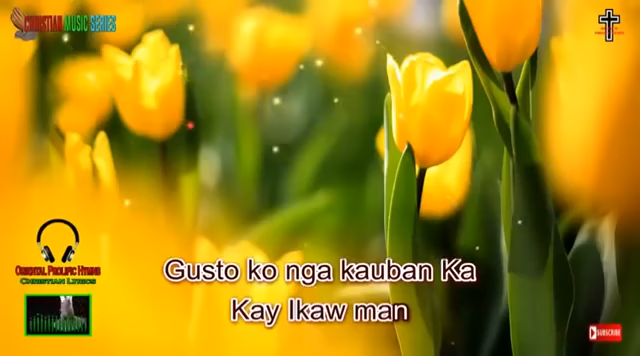 CHRISTIAN MUSIC SERIES
ORIENTAL PROLIFIC HYMNS
CHRISTIAN LYRICS
Gusto ko nga kauban Ka
Kay Ikaw man
SUBSCRIBE